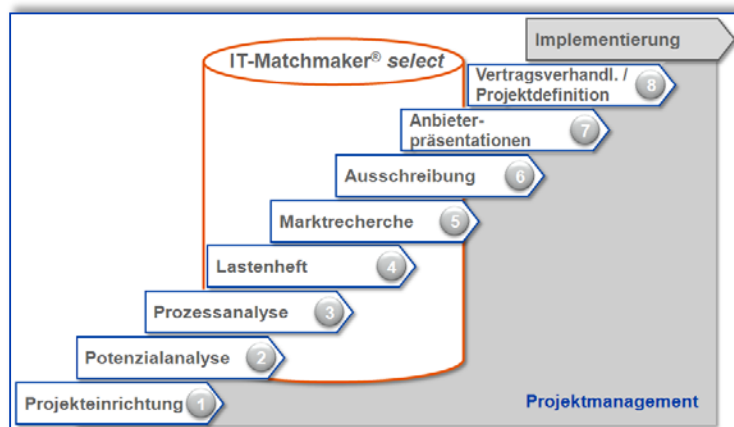 Implementierung
IT-Matchmaker® select
Vertragsverhandl. /
Projektdefinition 8
Anbieter-
präsentationen 7
Ausschreibung 6
Marktrecherche 5
Lastenheft 4
Prozessanalyse 3
Potenzialanalyse 2
Projekteinrichtung 1
Projektmanagement